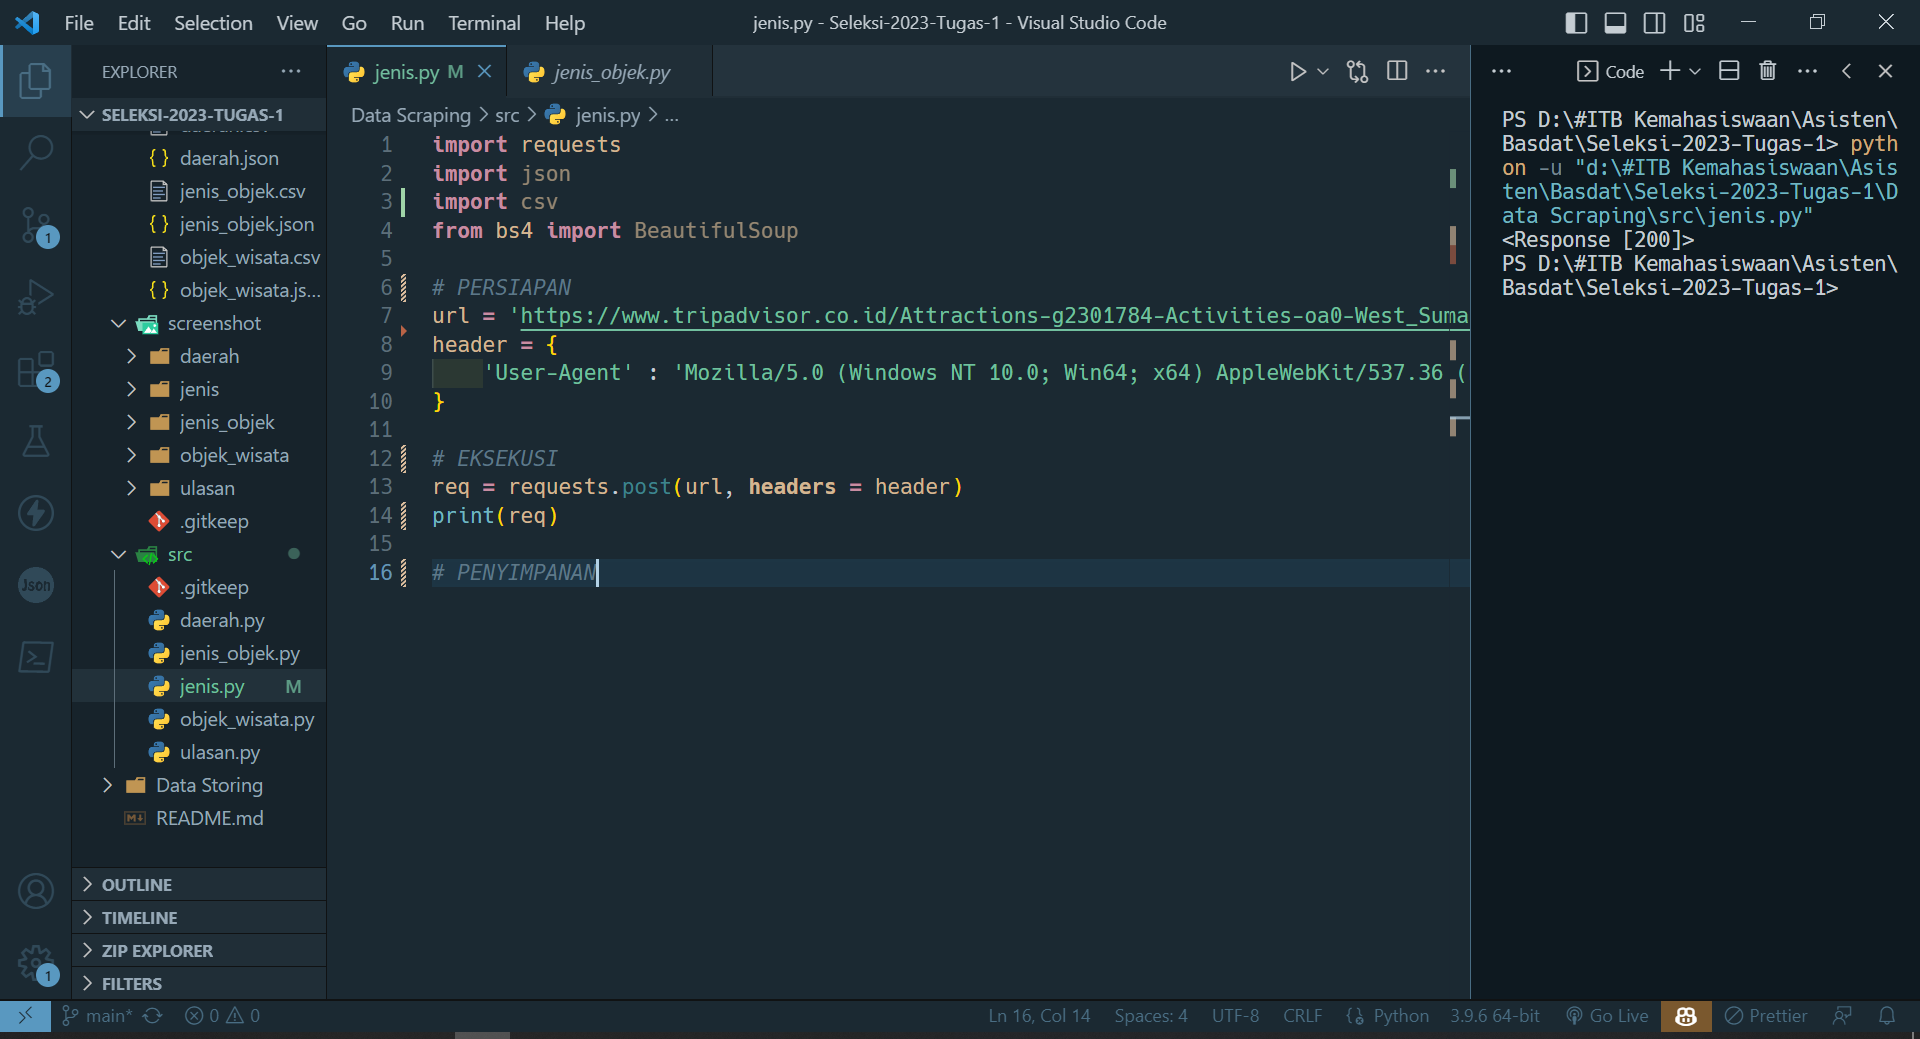 File Edit Selection View Go Run Terminal Help
jenis.py - Seleksi-2023-Tugas-1 - Visual Studio Code
EXPLORER
SELEKSI-2023-TUGAS-1
daerah.json
jenis_objek.csv
jenis_objek.json
objek_wisata.csv
objek_wisata.js...
screenshot
daerah
jenis
jenis_objek
objek_wisata
ulasan
.gitkeep
src
.gitkeep
daerah.py
jenis_objek.py
jenis.py M
objek_wisata.py
ulasan.py
Data Storing
README.md
OUTLINE
TIMELINE
ZIP EXPLORER
FILTERS
1
2
Json
1
jenis.py M
jenis_objek.py
Data Scraping > src > jenis.py > ...
1 import requests
2 import json
3 import csv
4 from bs4 import BeautifulSoup
5
6 # PERSIAPAN
7 url = 'https://www.tripadvisor.co.id/Attractions-g2301784-Activities-oa0-West_Suma
8 header = {
9 'User-Agent' : 'Mozilla/5.0 (Windows NT 10.0; Win64; x64) AppleWebKit/537.36 (
10 }
11
12 # EKSEKUSI
13 req = requests.post(url, headers = header)
14 print(req)
15
16 # PENYIMPANAN
Code
PS D:\#ITB Kemahasiswaan\Asisten\
Basdat\Seleksi-2023-Tugas-1> pyth
on -u "d:\#ITB Kemahasiswaan\Asis
ten\Basdat\Seleksi-2023-Tugas-1\D
ata Scraping\src\jenis.py"
<Response [200]>
PS D:\#ITB Kemahasiswaan\Asisten\
Basdat\Seleksi-2023-Tugas-1>
main* 0 0
Ln 16, Col 14 Spaces: 4 UTF-8 CRLF Python 3.9.6 64-bit Go Live Prettier